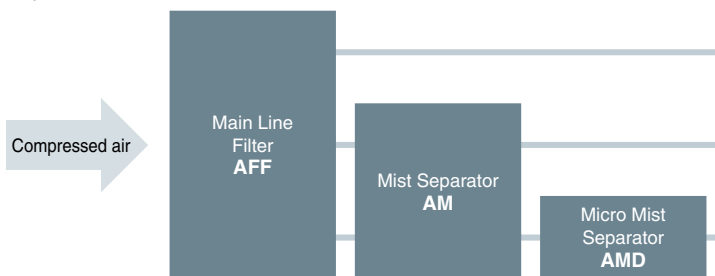 Compressed air
Main Line
Filter
AFF
Mist Separator
AM
Micro Mist
Separator
AMD